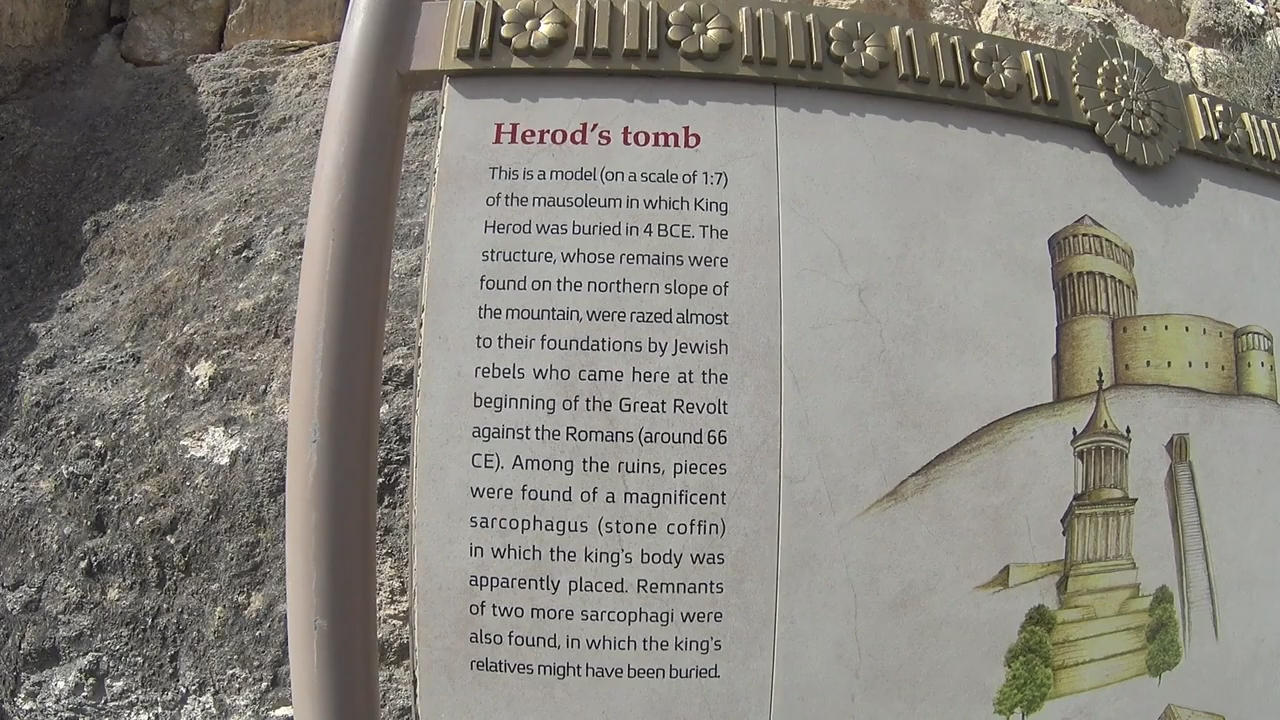 Herod's tomb
This is a model (on a scale of 1:7)
of the mausoleum in which King
Herod was buried in 4 BCE. The
structure, whose remains were
found on the northern slope of
the mountain, were razed almost
to their foundations by Jewish
rebels who came here at the
beginning of the Great Revolt
against the Romans (around 66
CE). Among the ruins, pieces
were found of a magnificent
sarcophagus (stone coffin)
in which the king's body was
apparently placed. Remnants
of two more sarcophagi were
also found, in which the king's
relatives might have been buried.